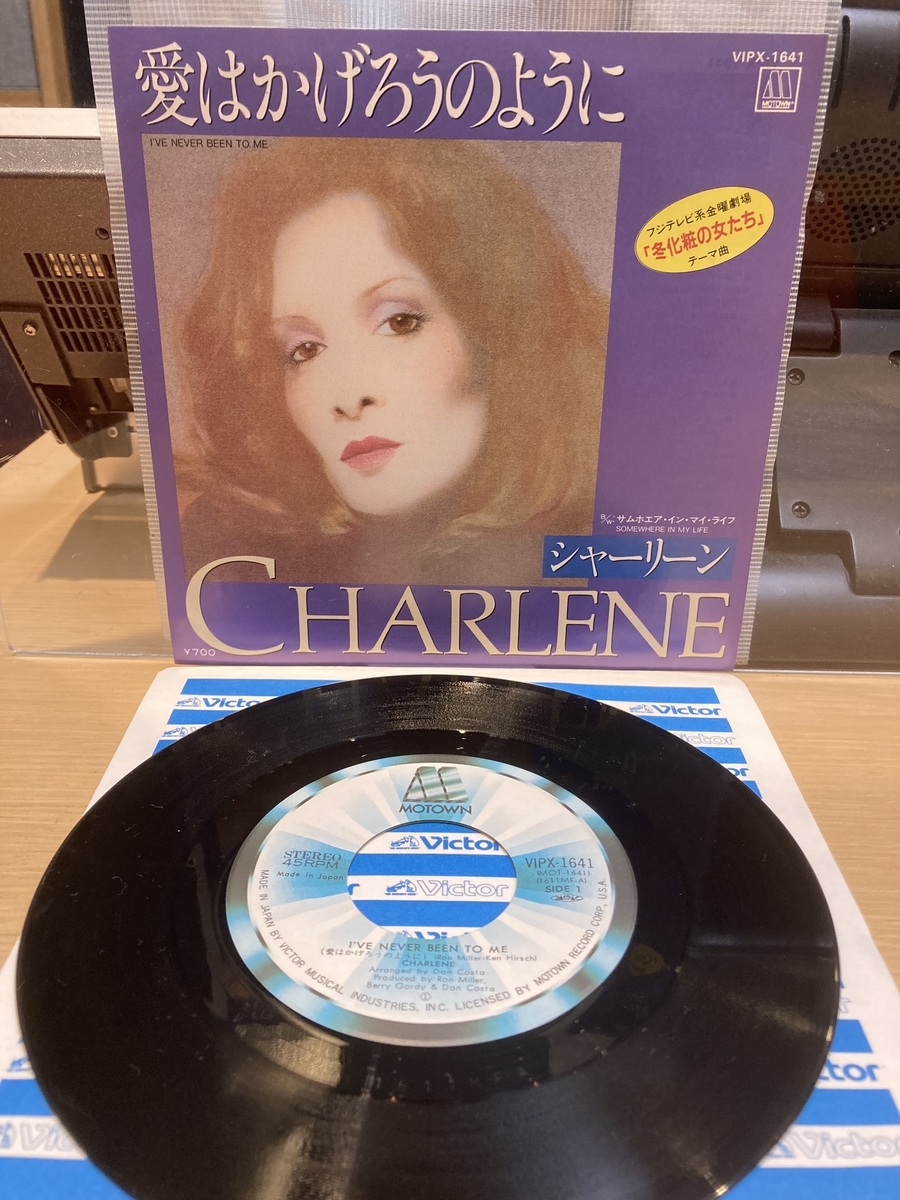 愛はかげろうのように
VIPX-1641
MOTOWN
I'VE NEVER BEEN TO ME
フジテレビ系金曜劇場
「冬化粧の女たち」
テーマ曲
B/W:サムホエア・イン・マイ・ライフ
SOMEWHERE IN MY LIFE
シャーリーン
CHARLENE
¥700
Victor
Victor
MOTOWN
STEREO
45RPM
Made in Japan
VIPX-1641
(MOT-1641)
(1611MF-A)
SIDE 1
Victor
Victor
I'VE NEVER BEEN TO ME
(愛はかげろうのように) (Ron Miller-Ken Hirsch)
CHARLENE
Arranged by Don Costa
Produced by Ron Miller,
Berry Gordy & Don Costa
MADE IN JAPAN BY VICTOR MUSICAL INDUSTRIES, INC. LICENSED BY MOTOWN RECORD CORP., U.S.A.
Victor